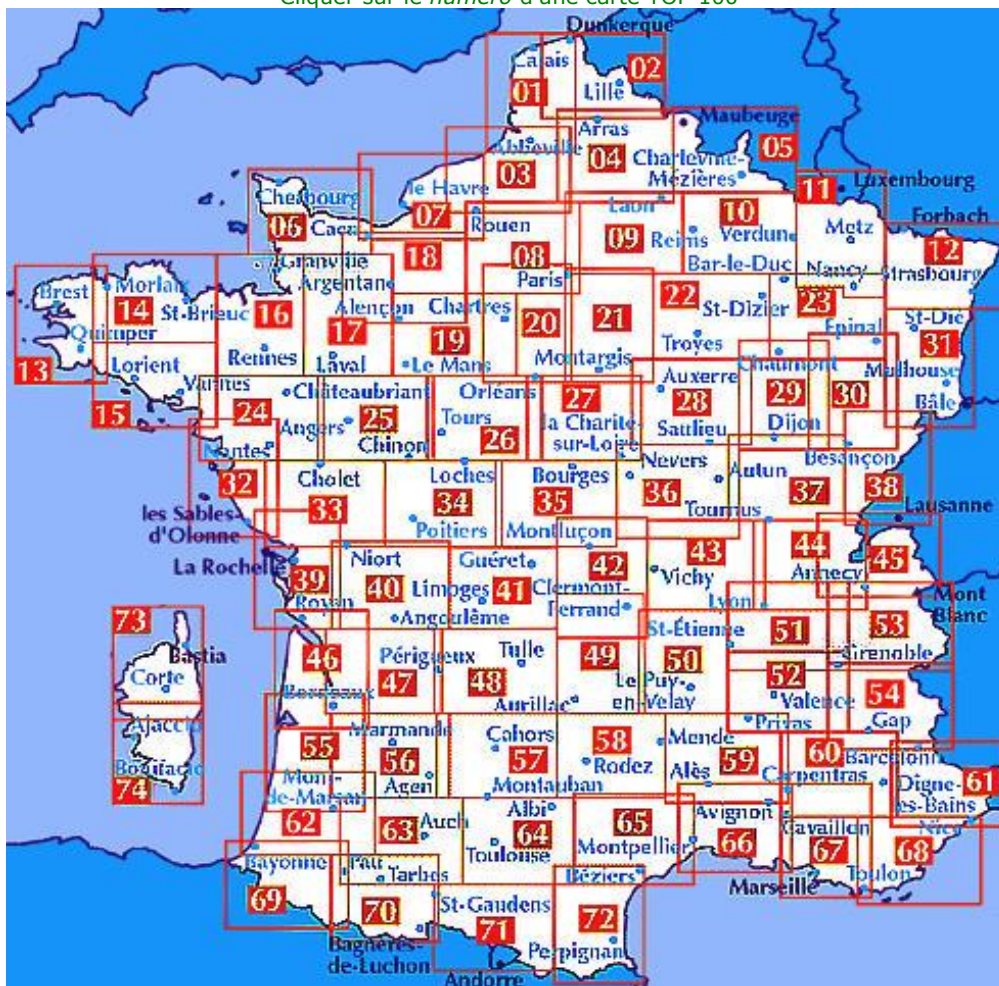 Cliquer sur le numéro d'une carte TOP 100
Dunkerque
Calais
02
01
Lille
Maubeuge
Arras
Abbeville
04
05
03
Charleville-
Mézières
Luxembourg
11
Cherbourg
le Havre
07
Rouen
Laon
10
Forbach
06
Caen
09
Reims
Verdun
Metz
12
Granville
18
08
Bar-le-Duc
Nancy
Strasbourg
Paris
Brest
Morlaix
Argentan
22
23
14
St-Brieuc
16
Alençon
Chartres
20
21
St-Dizier
Epinal
St-Dié
Quimper
17
19
Troyes
31
13
Lorient
Rennes
Laval
Le Mans
Montargis
Chaumont
Mulhouse
Vannes
Châteaubriant
Orléans
27
Auxerre
29
30
Bâle
15
24
Angers
25
Tours
la Charité-
sur-Loire
28
Chinon
26
Saulieu
Dijon
Nantes
Besançon
32
Cholet
Loches
Bourges
Nevers
Autun
34
35
36
37
38
les Sables-
d'Olonne
33
Poitiers
Montluçon
Tournus
Lausanne
La Rochelle
Niort
Guéret
42
43
44
45
39
40
Limoges
41
Clermont-
Ferrand
Vichy
Annecy
Royan
Angoulême
Lyon
Mont
Blanc
73
St-Étienne
51
53
Bastia
46
Périgueux
Tulle
49
50
Grenoble
Corte
47
48
Le Puy-
en-Velay
52
Valence
54
Bordeaux
Aurillac
Privas
Gap
Ajaccio
Marmande
Cahors
58
Mende
55
56
57
Rodez
59
60
Barcelonn
Bonifacio
Mont-
de-Marsan
Agen
Montauban
Alès
Carpentras
Digne-
les-Bains
61
74
62
63
Auch
Albi
64
65
Avignon
Cavaillon
Nice
Toulouse
Montpellier
66
67
68
Bayonne
Pau
Tarbes
Béziers
Marseille
Toulon
69
70
St-Gaudens
71
72
Bagnères-
de-Luchon
Perpignan
Andorre